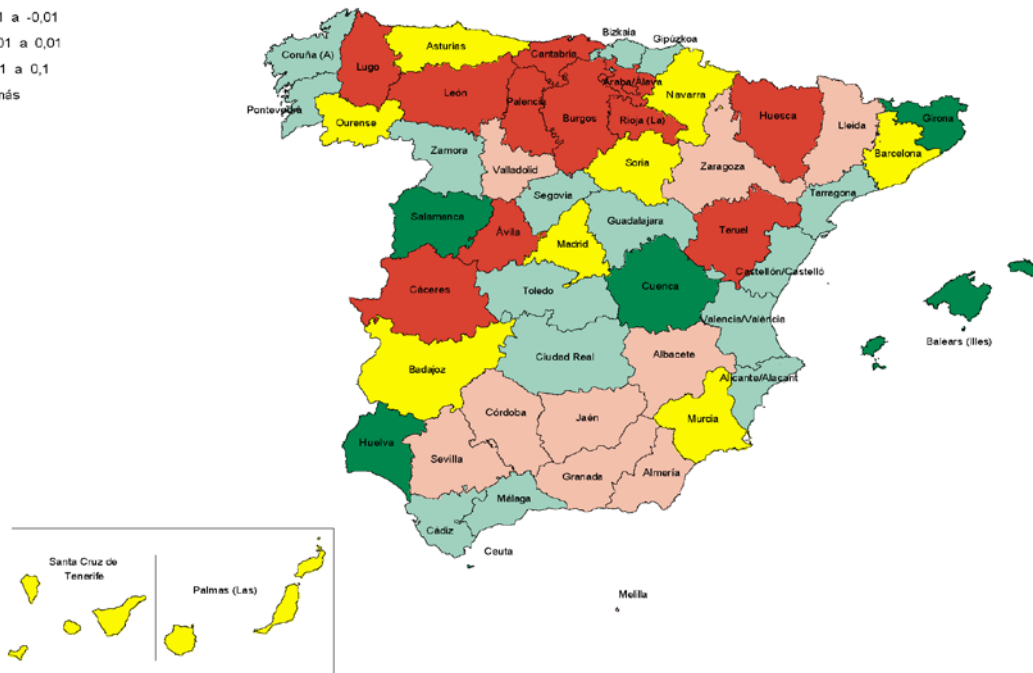 1 a -0,01
01 a 0,01
1 a 0,1
más
Bizkaia
Gipúzkoa
Coruña (A)
Lugo
Asturias
Cantabria
Araba/Álava
Navarra
Pontevedra
Ourense
León
Palencia
Burgos
Rioja (La)
Huesca
Lleida
Girona
Barcelona
Zamora
Valladolid
Soria
Zaragoza
Tarragona
Segovia
Guadalajara
Salamanca
Ávila
Madrid
Teruel
Castellón/Castelló
Cáceres
Toledo
Cuenca
Valencia/València
Balears (Illes)
Ciudad Real
Albacete
Alicante/Alacant
Badajoz
Córdoba
Jaén
Murcia
Huelva
Sevilla
Granada
Almería
Málaga
Cádiz
Ceuta
Melilla
Santa Cruz de
Tenerife
Palmas (Las)